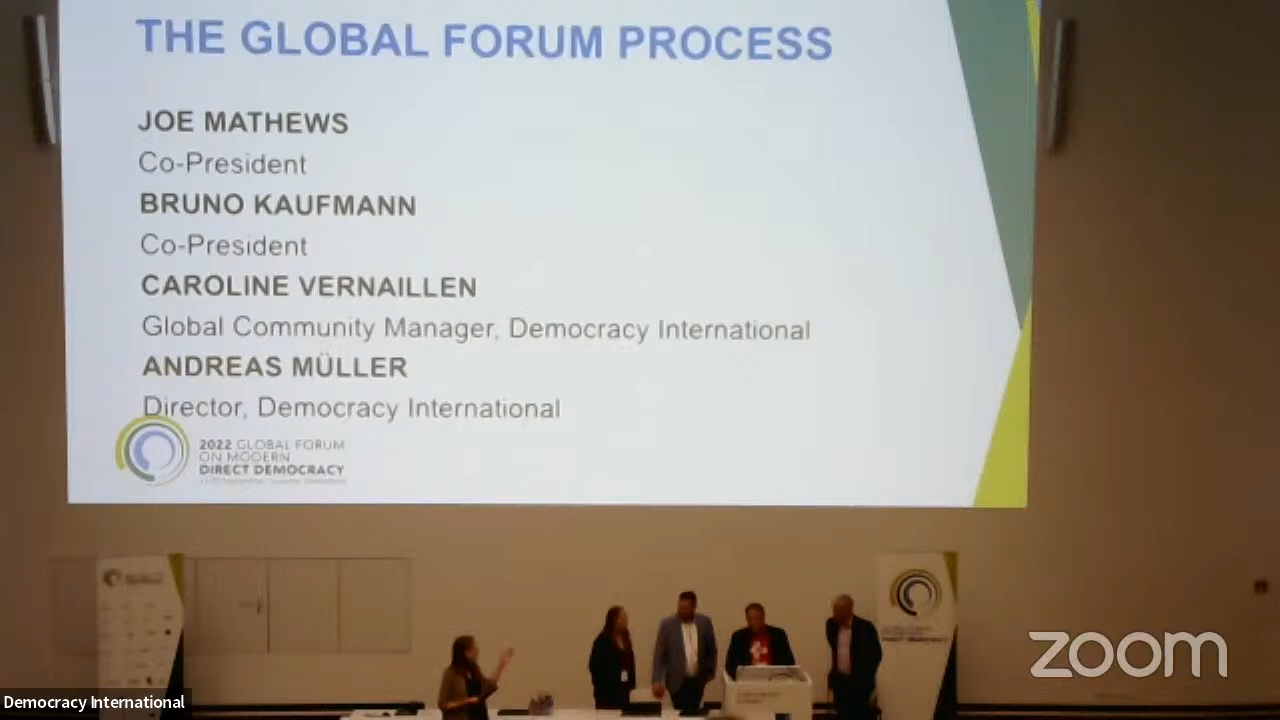 THE GLOBAL FORUM PROCESS
JOE MATHEWS
Co-President
BRUNO KAUFMANN
Co-President
CAROLINE VERNAILLEN
Global Community Manager, Democracy International
ANDREAS MÜLLER
Director, Democracy International
2022 GLOBAL FORUM
ON MODERN
DIRECT DEMOCRACY
zoom
Democracy International